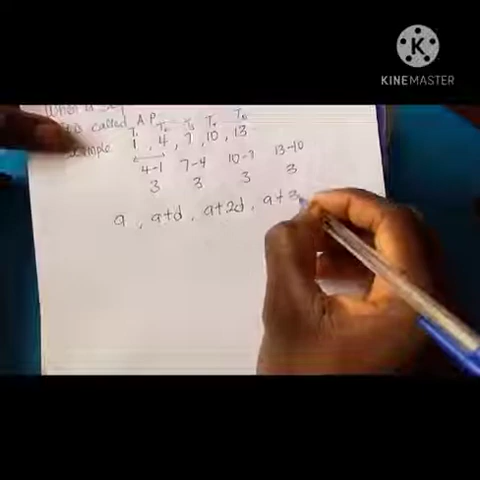 KINEMASTER
called A P
T1 T2 T3 T4 T5
example 1, 4, 7, 10, 13
4-1 7-4 10-7 13-10
3 3 3 3
a, a+d, a+2d, a+3